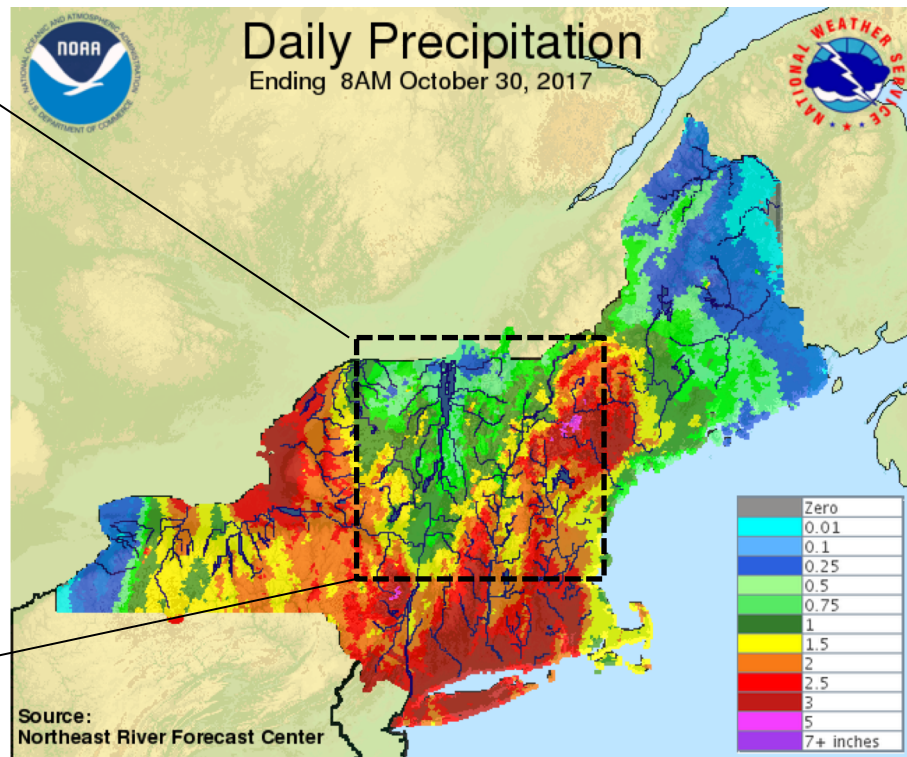 Daily Precipitation
Ending 8AM October 30, 2017
NATIONAL OCEANIC AND ATMOSPHERIC ADMINISTRATION
NOAA
U.S. DEPARTMENT OF COMMERCE
NATIONAL WEATHER SERVICE
Zero
0.01
0.1
0.25
0.5
0.75
1
1.5
2
2.5
3
5
7+ inches
Source:
Northeast River Forecast Center